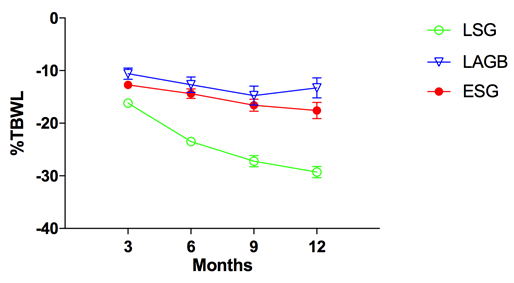 0
-10
-20
-30
-40
%TBWL
3 6 9 12
Months
LSG
LAGB
ESG